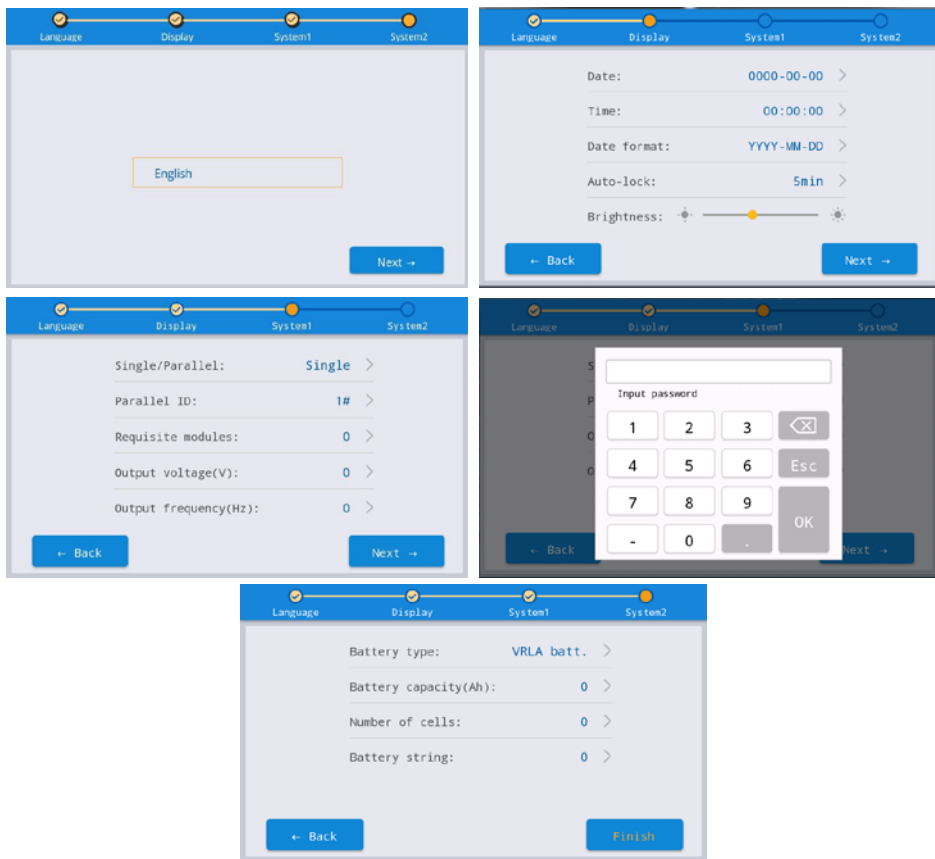 Language Display System1 System2
English
Next →
Language Display System1 System2
Date: 0000-00-00
Time: 00:00:00
Date format: YYYY-MM-DD
Auto-lock: 5min
Brightness:
← Back Next →
Language Display System1 System2
Single/Parallel: Single
Parallel ID: 1#
Requisite modules: 0
Output voltage(V): 0
Output frequency(Hz): 0
← Back Next →
Language Display System1 System2
S
P
O
O
Input password
1 2 3
4 5 6 Esc
7 8 9
OK
- 0 .
← Back Next →
Language Display System1 System2
Battery type: VRLA batt.
Battery capacity(Ah): 0
Number of cells: 0
Battery string: 0
← Back Finish